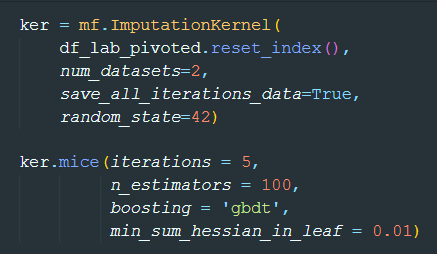 ker = mf.ImputationKernel(
    df_lab_pivoted.reset_index(),
    num_datasets=2,
    save_all_iterations_data=True,
    random_state=42)
ker.mice(iterations = 5,
         n_estimators = 100,
         boosting = 'gbdt',
         min_sum_hessian_in_leaf = 0.01)